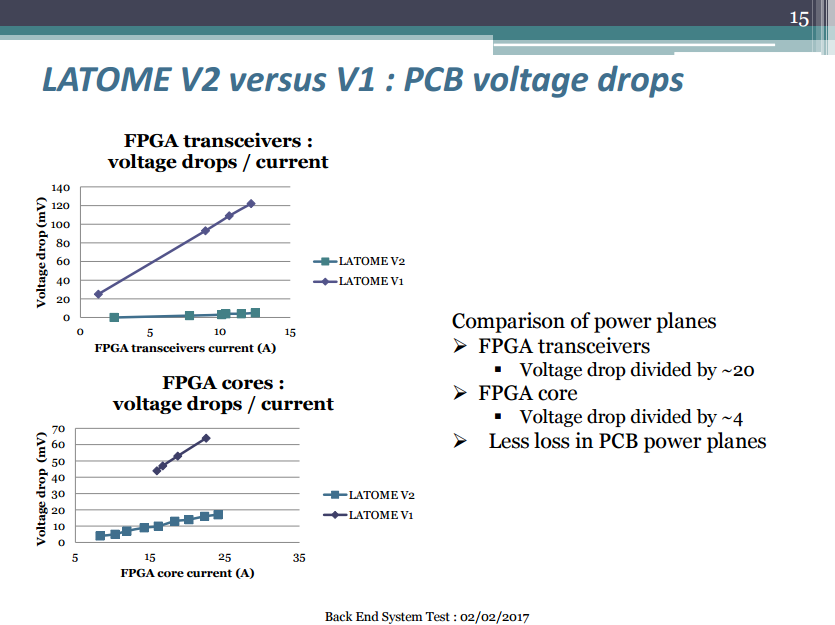 15
LATOME V2 versus V1 : PCB voltage drops
FPGA transceivers :
voltage drops / current
Voltage drop (mV)
140
120
100
80
60
40
20
0
0 5 10 15
FPGA transceivers current (A)
LATOME V2
LATOME V1
FPGA cores :
voltage drops / current
Voltage drop (mV)
70
60
50
40
30
20
10
0
5 15 25 35
FPGA core current (A)
LATOME V2
LATOME V1
Comparison of power planes
➤ FPGA transceivers
▪ Voltage drop divided by ~20
➤ FPGA core
▪ Voltage drop divided by ~4
➤ Less loss in PCB power planes
Back End System Test : 02/02/2017